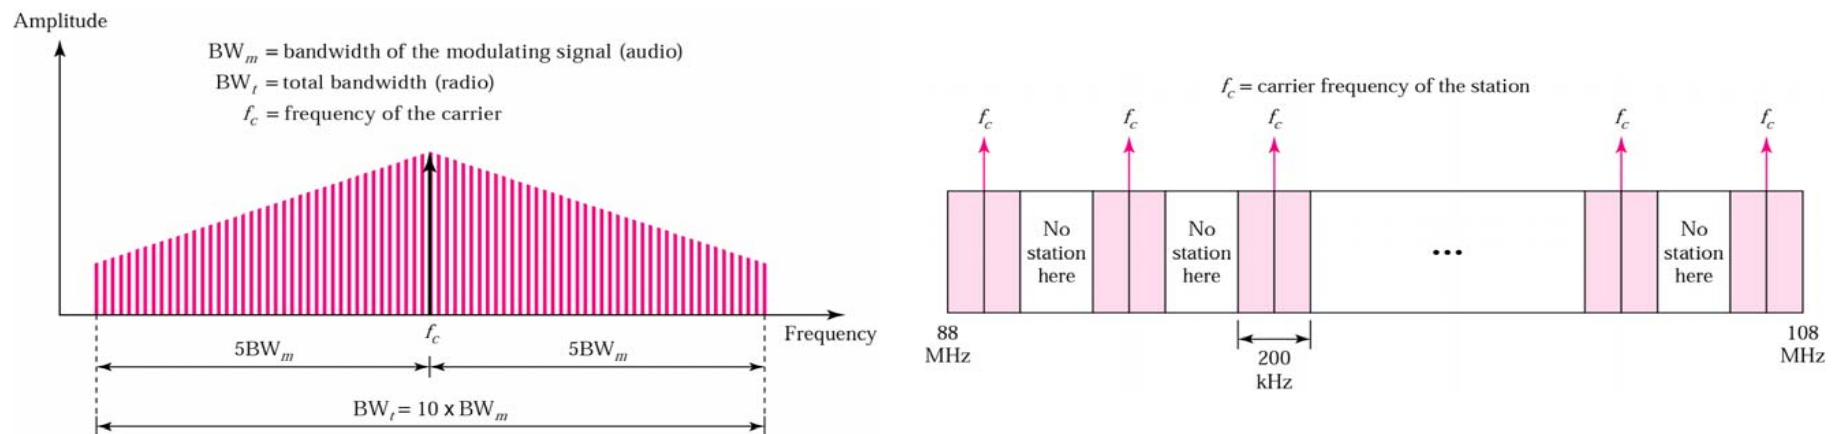 Amplitude
BWm = bandwidth of the modulating signal (audio)
BWt = total bandwidth (radio)
fc = frequency of the carrier
fc
Frequency
5BWm
5BWm
BWt = 10 x BWm
fc = carrier frequency of the station
fc
fc
fc
fc
fc
No
station
here
No
station
here
...
No
station
here
88
MHz
200
kHz
108
MHz